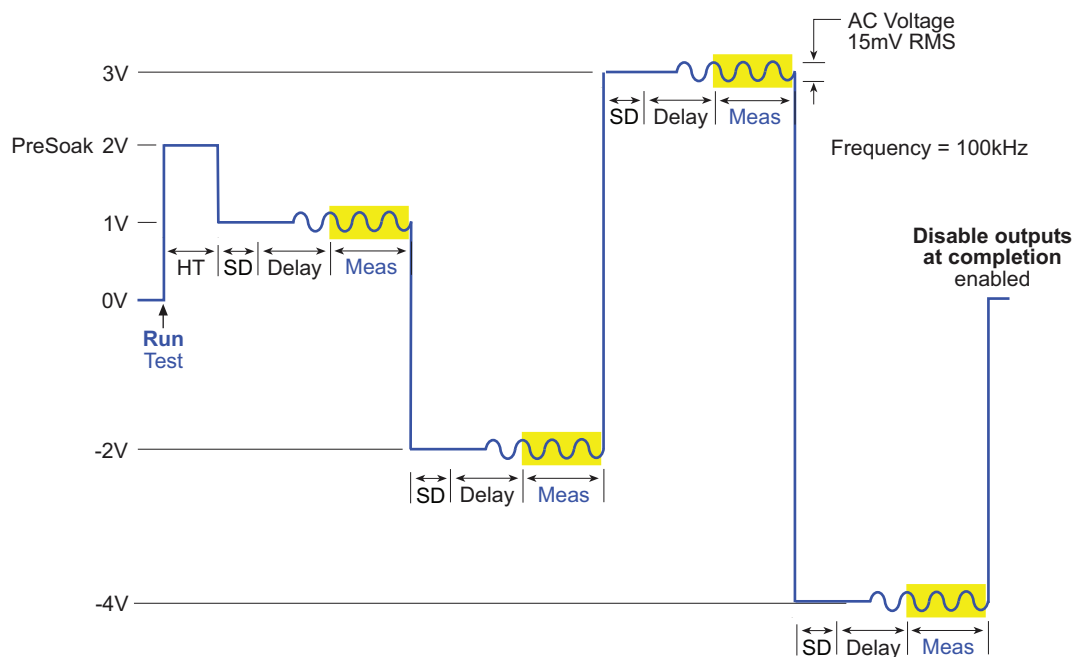 AC Voltage
15mV RMS
3V
SD Delay Meas
PreSoak 2V
Frequency = 100kHz
1V
Disable outputs
at completion
enabled
HT SD Delay Meas
0V
Run
Test
-2V
SD Delay Meas
-4V
SD Delay Meas